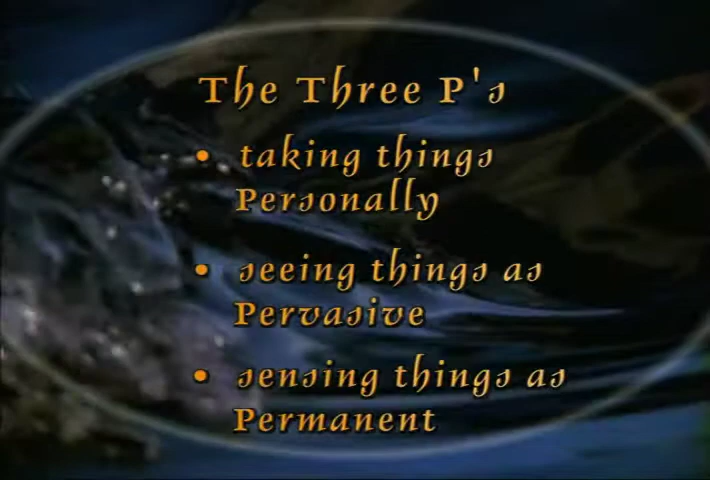 The Three P's
• taking things
Personally
• seeing things as
Pervasive
• sensing things as
Permanent